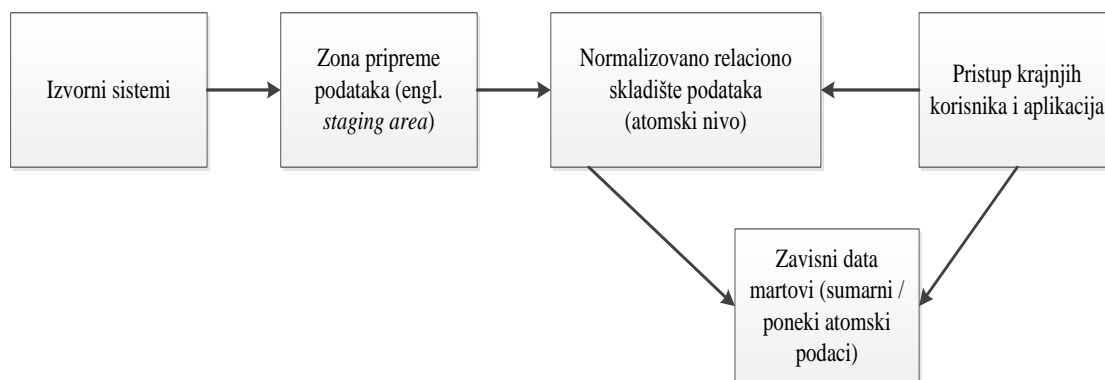 Izvorni sistemi
Zona pripreme
podataka (engl.
staging area)
Normalizovano relaciono
skladište podataka
(atomski nivo)
Pristup krajnjih
korisnika i aplikacija
Zavisni data
martovi (sumarni /
poneki atomski
podaci)